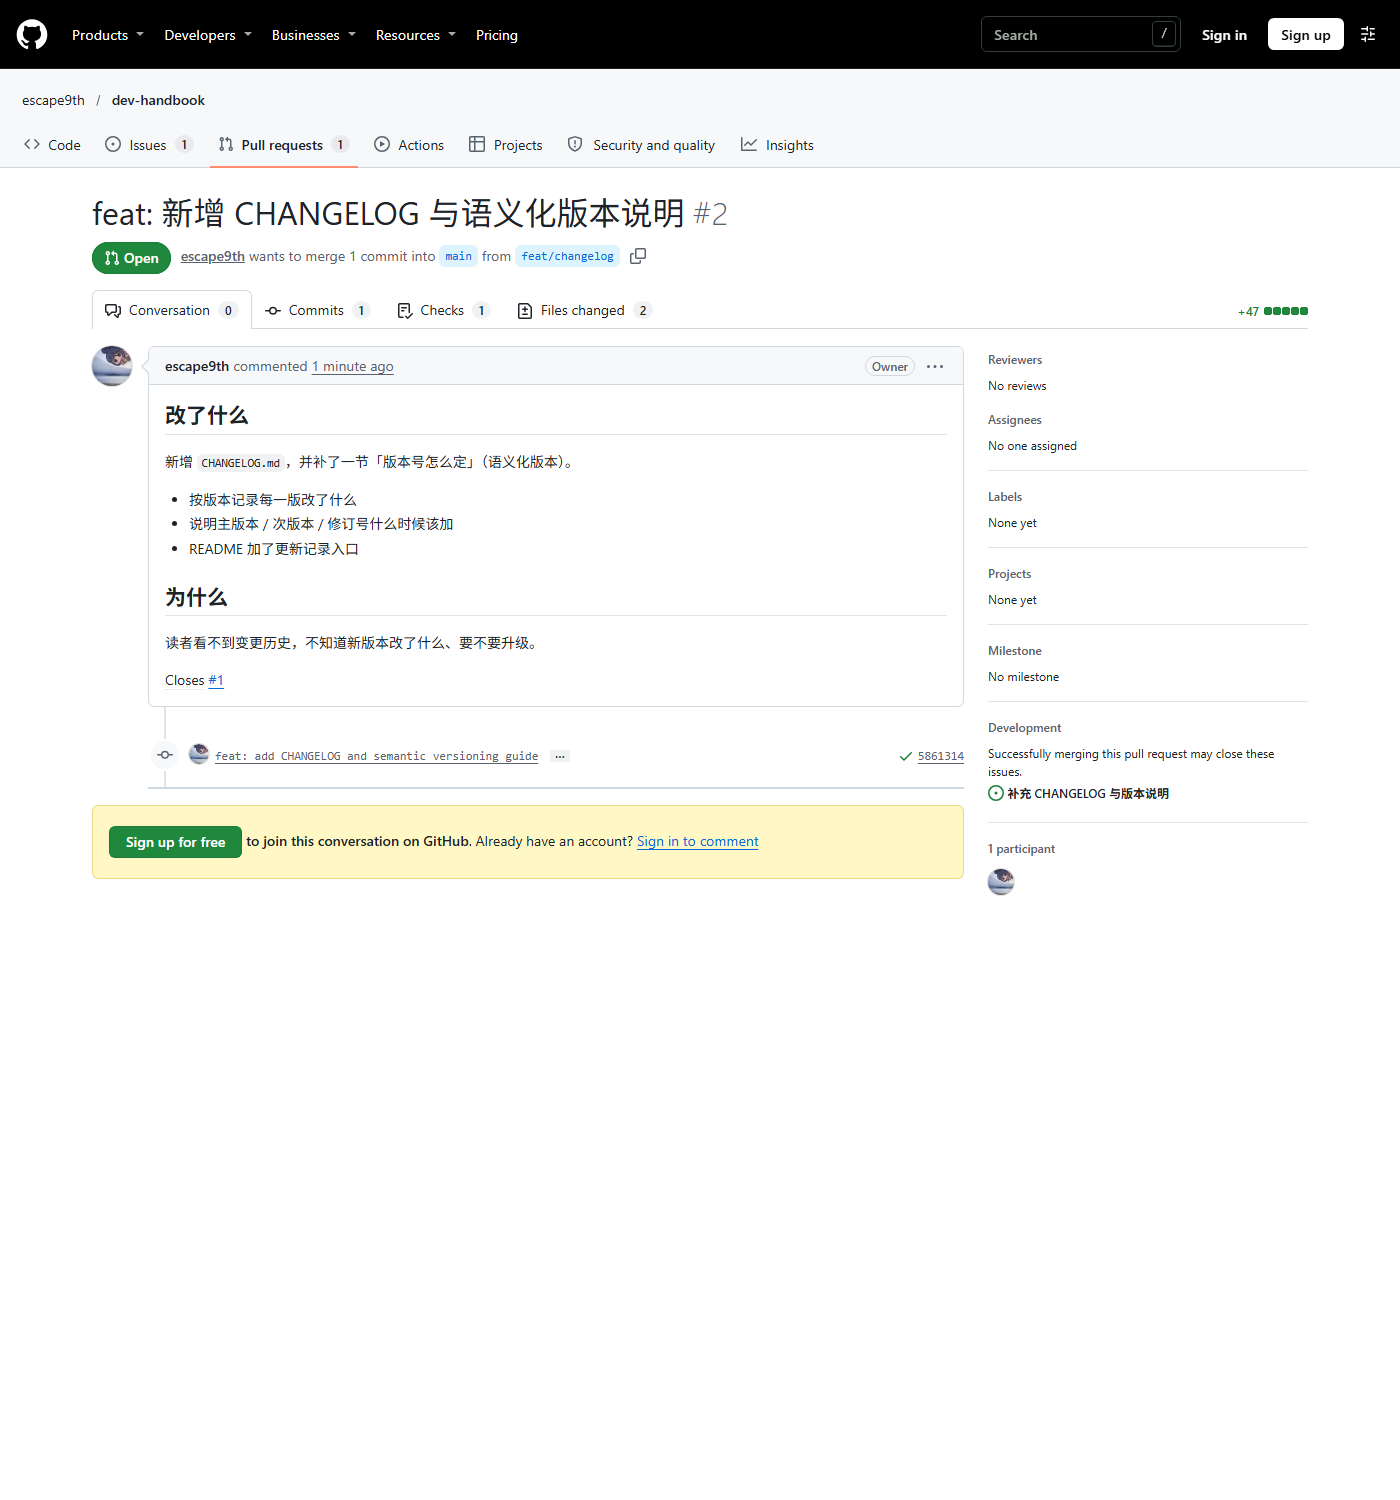 Products Developers Businesses Resources Pricing Search / Sign in Sign up
escape9th / dev-handbook
Code Issues 1 Pull requests 1 Actions Projects Security and quality Insights
feat: 新增 CHANGELOG 与语义化版本说明 #2
Open escape9th wants to merge 1 commit into main from feat/changelog
Conversation 0 Commits 1 Checks 1 Files changed 2 +47
escape9th commented 1 minute ago Owner
改了什么
新增 CHANGELOG.md，并补了一节「版本号怎么定」（语义化版本）。
按版本记录每一版改了什么
说明主版本 / 次版本 / 修订号什么时候该加
README 加了更新记录入口
为什么
读者看不到变更历史，不知道新版本改了什么、要不要升级。
Closes #1
feat: add CHANGELOG and semantic versioning guide ... 5861314
Sign up for free to join this conversation on GitHub. Already have an account? Sign in to comment
Reviewers
No reviews
Assignees
No one assigned
Labels
None yet
Projects
None yet
Milestone
No milestone
Development
Successfully merging this pull request may close these
issues.
补充 CHANGELOG 与版本说明
1 participant